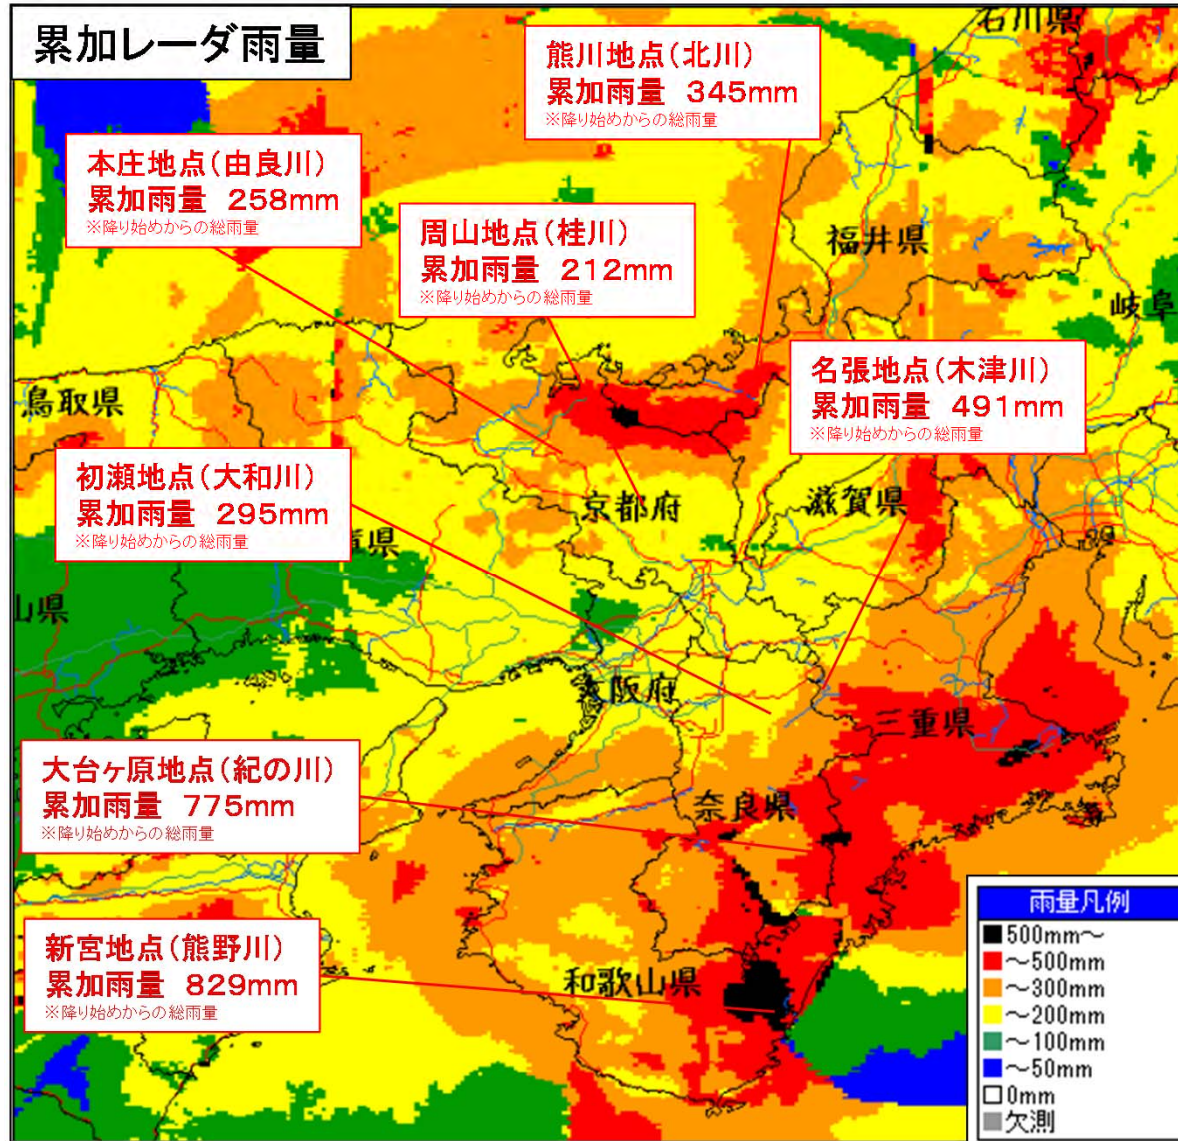 累加レーダ雨量
石川県
熊川地点(北川)
累加雨量 345mm
※降り始めからの総雨量
本庄地点(由良川)
累加雨量 258mm
※降り始めからの総雨量
周山地点(桂川)
累加雨量 212mm
※降り始めからの総雨量
福井県
岐阜
名張地点(木津川)
累加雨量 491mm
※降り始めからの総雨量
鳥取県
初瀬地点(大和川)
累加雨量 295mm
※降り始めからの総雨量
京都府
滋賀県
県
山県
大阪府
三重県
大台ヶ原地点(紀の川)
累加雨量 775mm
※降り始めからの総雨量
奈良県
新宮地点(熊野川)
累加雨量 829mm
※降り始めからの総雨量
和歌山県
雨量凡例
500mm~
~500mm
~300mm
~200mm
~100mm
~50mm
0mm
欠測